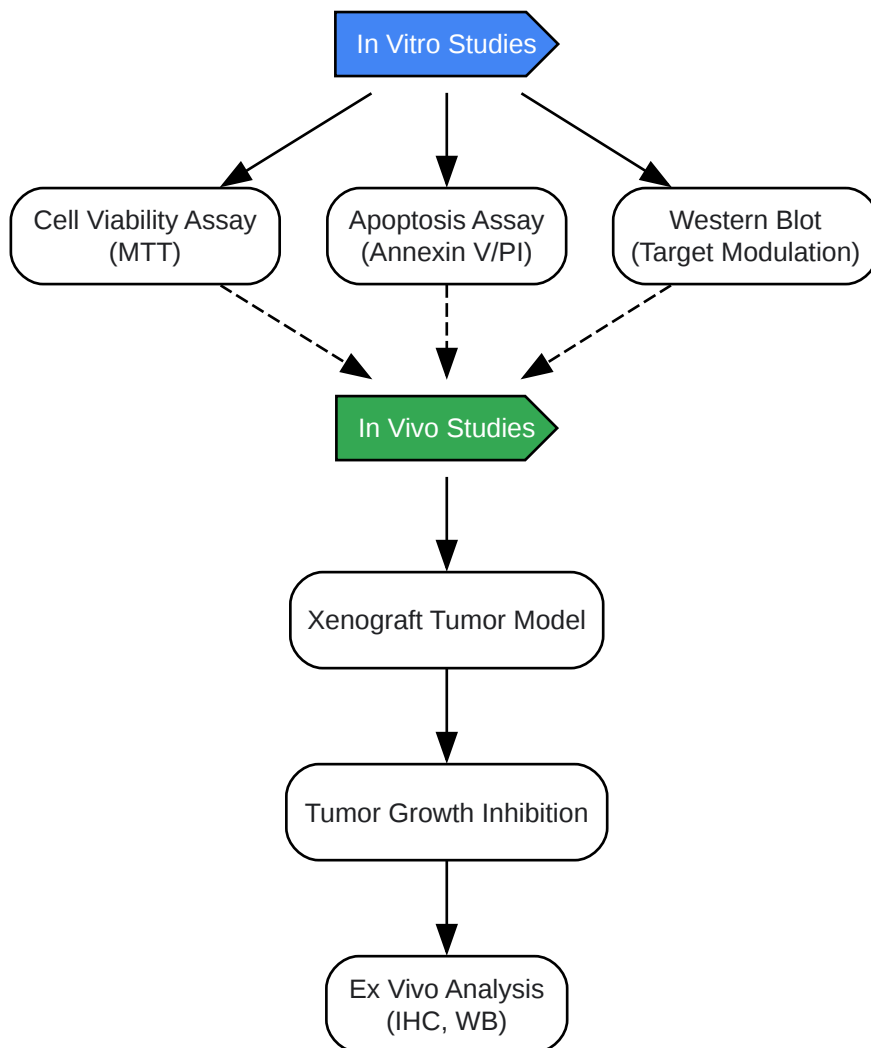 In Vitro Studies
Cell Viability Assay
(MTT)
Apoptosis Assay
(Annexin V/PI)
Western Blot
(Target Modulation)
In Vivo Studies
Xenograft Tumor Model
Tumor Growth Inhibition
Ex Vivo Analysis
(IHC, WB)